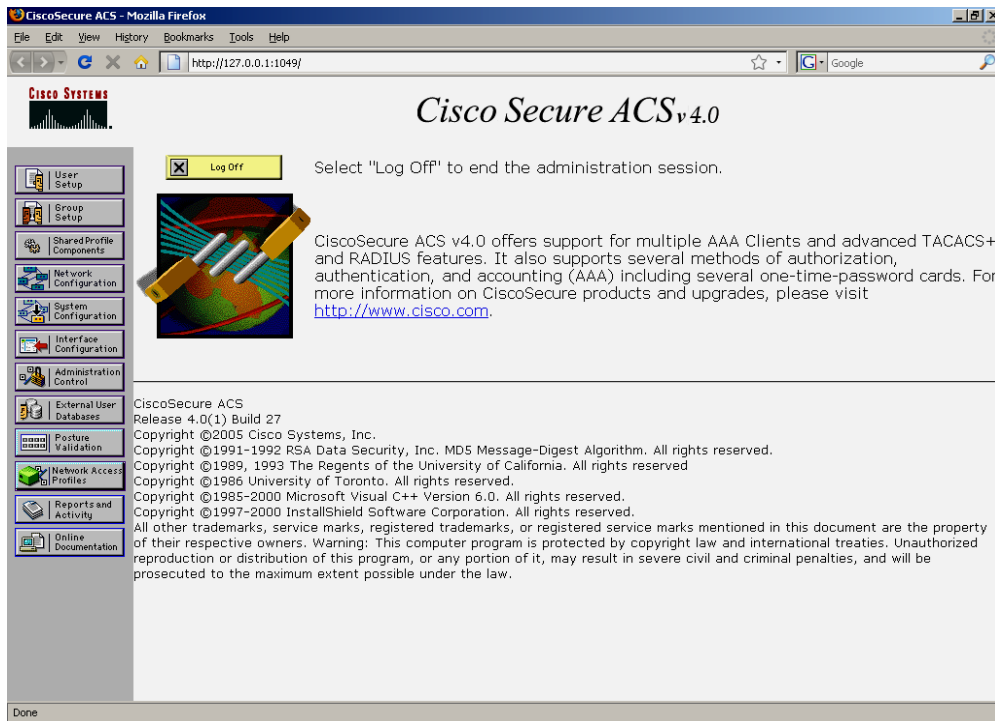 CiscoSecure ACS - Mozilla Firefox
File Edit View History Bookmarks Tools Help
http://127.0.0.1:1049/
G Google
CISCO SYSTEMS
Cisco Secure ACS v 4.0
User
Setup
Group
Setup
Shared Profile
Components
Network
Configuration
System
Configuration
Interface
Configuration
Administration
Control
External User
Databases
Posture
Validation
Network Access
Profiles
Reports and
Activity
Online
Documentation
X Log Off
Select "Log Off" to end the administration session.
CiscoSecure ACS v4.0 offers support for multiple AAA Clients and advanced TACACS+
and RADIUS features. It also supports several methods of authorization,
authentication, and accounting (AAA) including several one-time-password cards. For
more information on CiscoSecure products and upgrades, please visit
http://www.cisco.com.
CiscoSecure ACS
Release 4.0(1) Build 27
Copyright ©2005 Cisco Systems, Inc.
Copyright ©1991-1992 RSA Data Security, Inc. MD5 Message-Digest Algorithm. All rights reserved.
Copyright ©1989, 1993 The Regents of the University of California. All rights reserved
Copyright ©1986 University of Toronto. All rights reserved.
Copyright ©1985-2000 Microsoft Visual C++ Version 6.0. All rights reserved.
Copyright ©1997-2000 InstallShield Software Corporation. All rights reserved.
All other trademarks, service marks, registered trademarks, or registered service marks mentioned in this document are the property
of their respective owners. Warning: This computer program is protected by copyright law and international treaties. Unauthorized
reproduction or distribution of this program, or any portion of it, may result in severe civil and criminal penalties, and will be
prosecuted to the maximum extent possible under the law.
Done